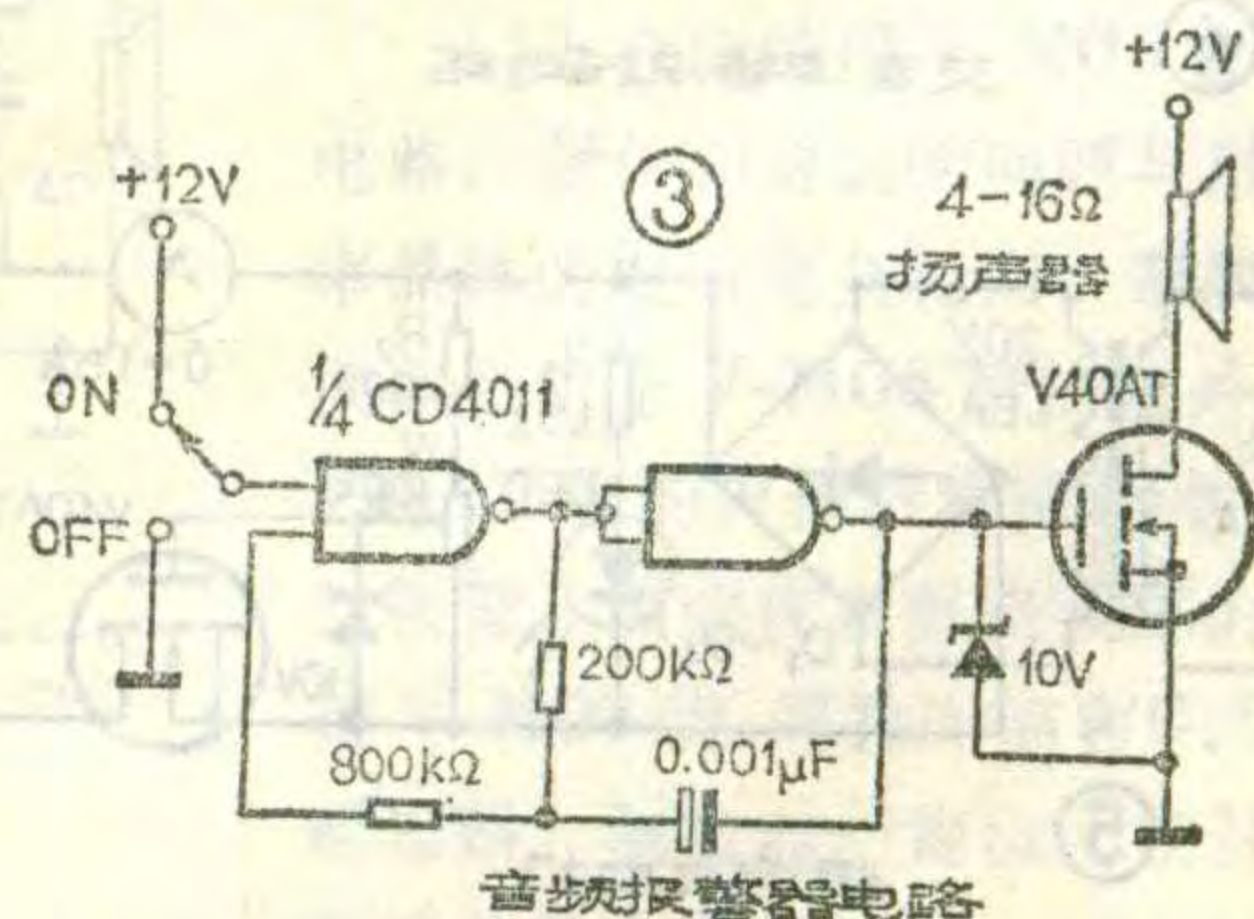 +12V
③
+12V
4-16Ω
扬声器
ON
1/4 CD4011
V40AT
OFF
200kΩ
10V
800kΩ
0.001μF
音频报警器电路